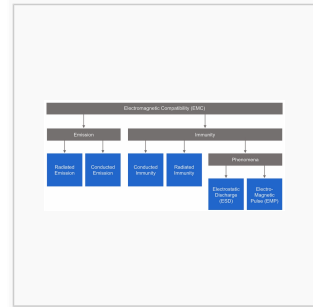 Electromagnetic Compatibility (EMC)
Emission
Immunity
Radiated
Emission
Conducted
Emission
Conducted
Immunity
Radiated
Immunity
Phenomena
Electrostatic
Discharge
(ESD)
Electro-
Magnetic
Pulse (EMP)